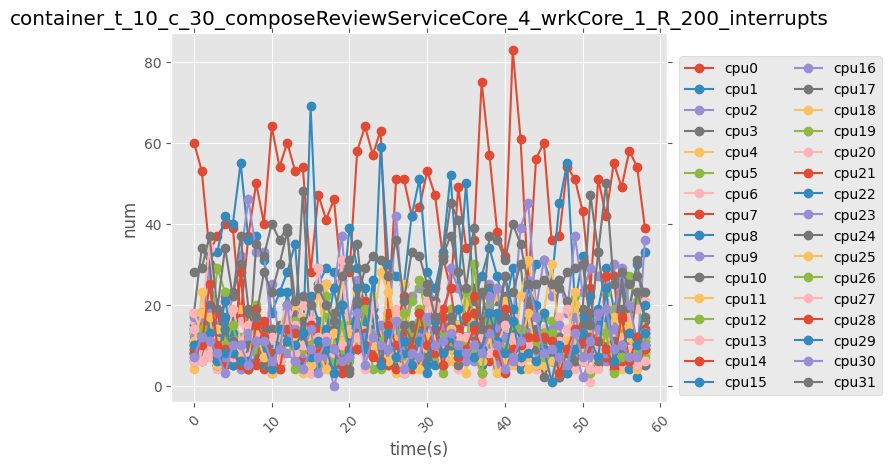 container_t_10_c_30_composeReviewServiceCore_4_wrkCore_1_R_200_interrupts
num
80
60
40
20
0
0
10
20
30
40
50
60
time(s)
cpu0
cpu1
cpu2
cpu3
cpu4
cpu5
cpu6
cpu7
cpu8
cpu9
cpu10
cpu11
cpu12
cpu13
cpu14
cpu15
cpu16
cpu17
cpu18
cpu19
cpu20
cpu21
cpu22
cpu23
cpu24
cpu25
cpu26
cpu27
cpu28
cpu29
cpu30
cpu31